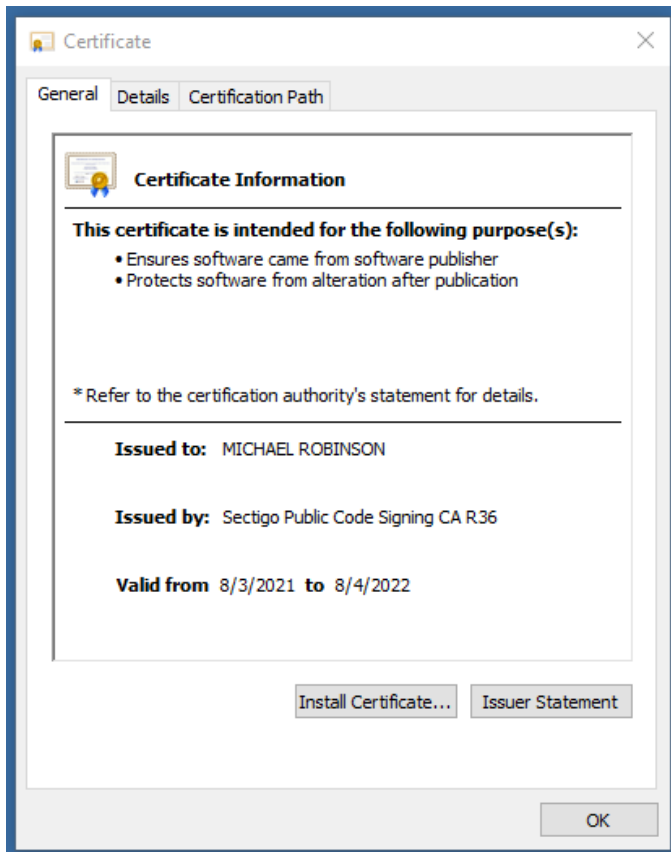 Certificate
General Details Certification Path
Certificate Information
This certificate is intended for the following purpose(s):
• Ensures software came from software publisher
• Protects software from alteration after publication
* Refer to the certification authority's statement for details.
Issued to: MICHAEL ROBINSON
Issued by: Sectigo Public Code Signing CA R36
Valid from 8/3/2021 to 8/4/2022
Install Certificate... Issuer Statement
OK